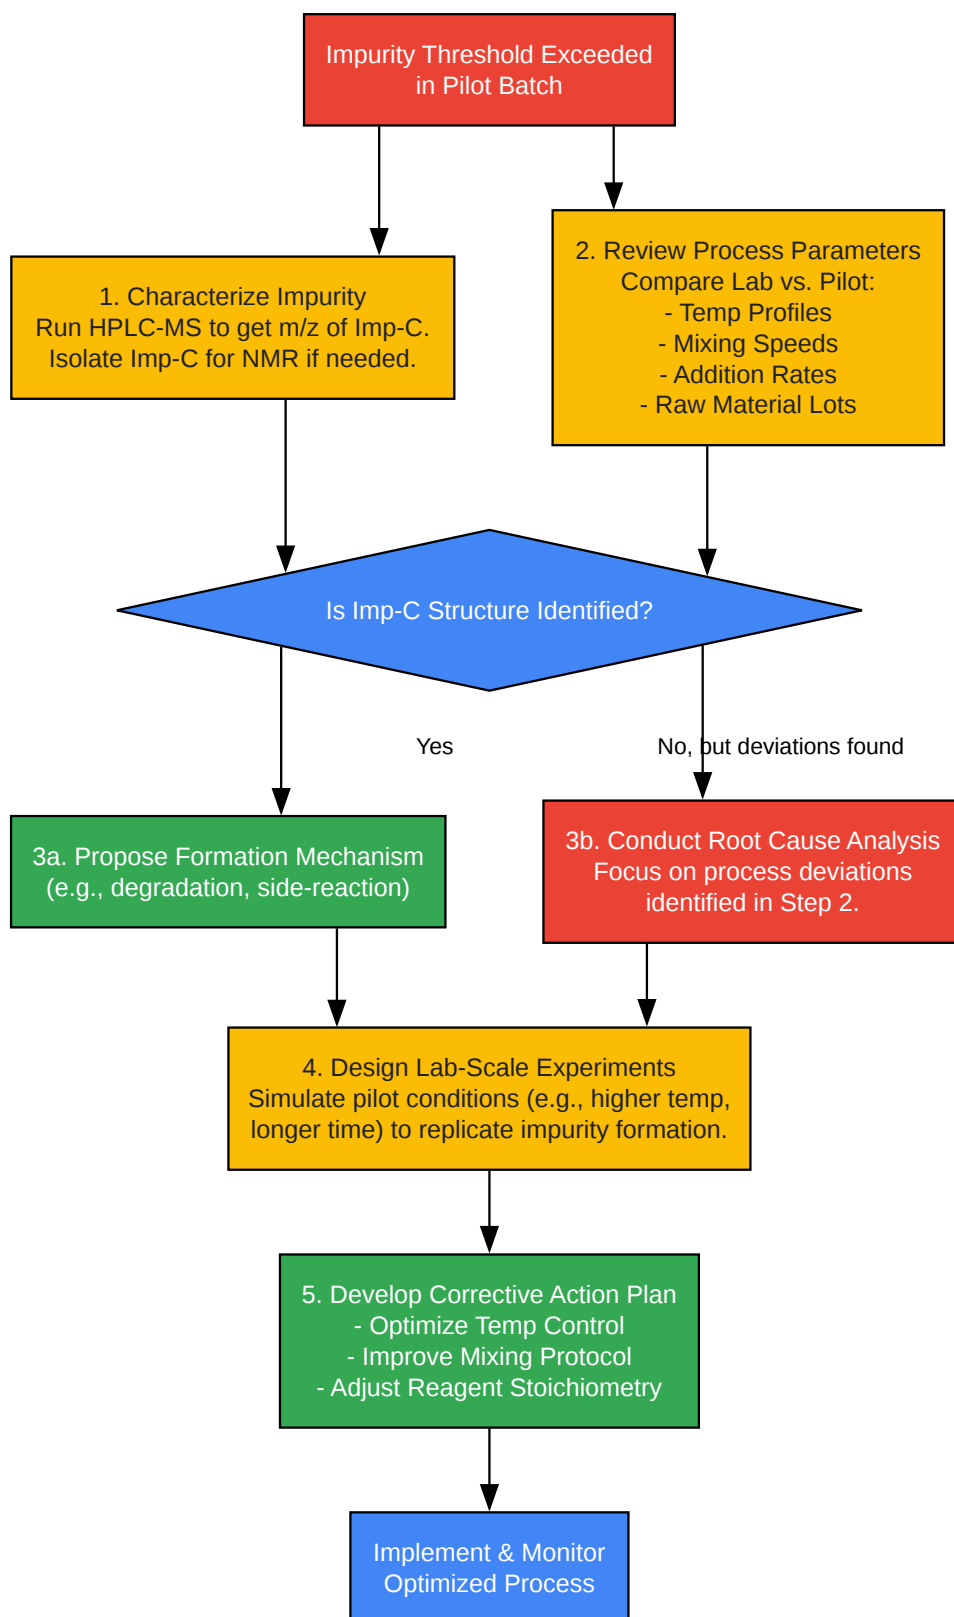 Impurity Threshold Exceeded
in Pilot Batch
1. Characterize Impurity
Run HPLC-MS to get m/z of Imp-C.
Isolate Imp-C for NMR if needed.
2. Review Process Parameters
Compare Lab vs. Pilot:
- Temp Profiles
- Mixing Speeds
- Addition Rates
- Raw Material Lots
Is Imp-C Structure Identified?
Yes
No, but deviations found
3a. Propose Formation Mechanism
(e.g., degradation, side-reaction)
3b. Conduct Root Cause Analysis
Focus on process deviations
identified in Step 2.
4. Design Lab-Scale Experiments
Simulate pilot conditions (e.g., higher temp,
longer time) to replicate impurity formation.
5. Develop Corrective Action Plan
- Optimize Temp Control
- Improve Mixing Protocol
- Adjust Reagent Stoichiometry
Implement & Monitor
Optimized Process